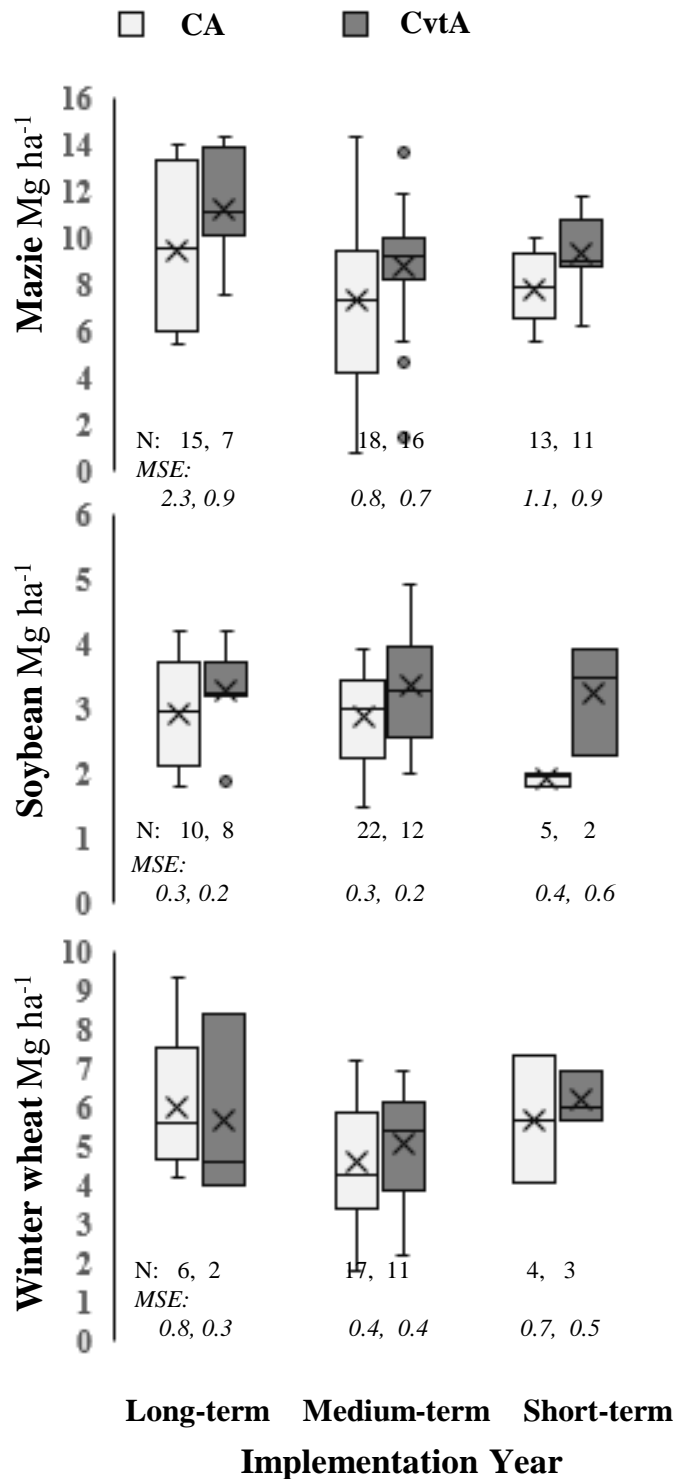 CA CvtA
Mazie Mg ha⁻¹
16
14
12
10
8
6
4
2
0
N: 15, 7 18, 16 13, 11
MSE:
2.3, 0.9 0.8, 0.7 1.1, 0.9
Soybean Mg ha⁻¹
6
5
4
3
2
1
0
N: 10, 8 22, 12 5, 2
MSE:
0.3, 0.2 0.3, 0.2 0.4, 0.6
Winter wheat Mg ha⁻¹
10
9
8
7
6
5
4
3
2
1
0
N: 6, 2 17, 11 4, 3
MSE:
0.8, 0.3 0.4, 0.4 0.7, 0.5
Long-term Medium-term Short-term
Implementation Year